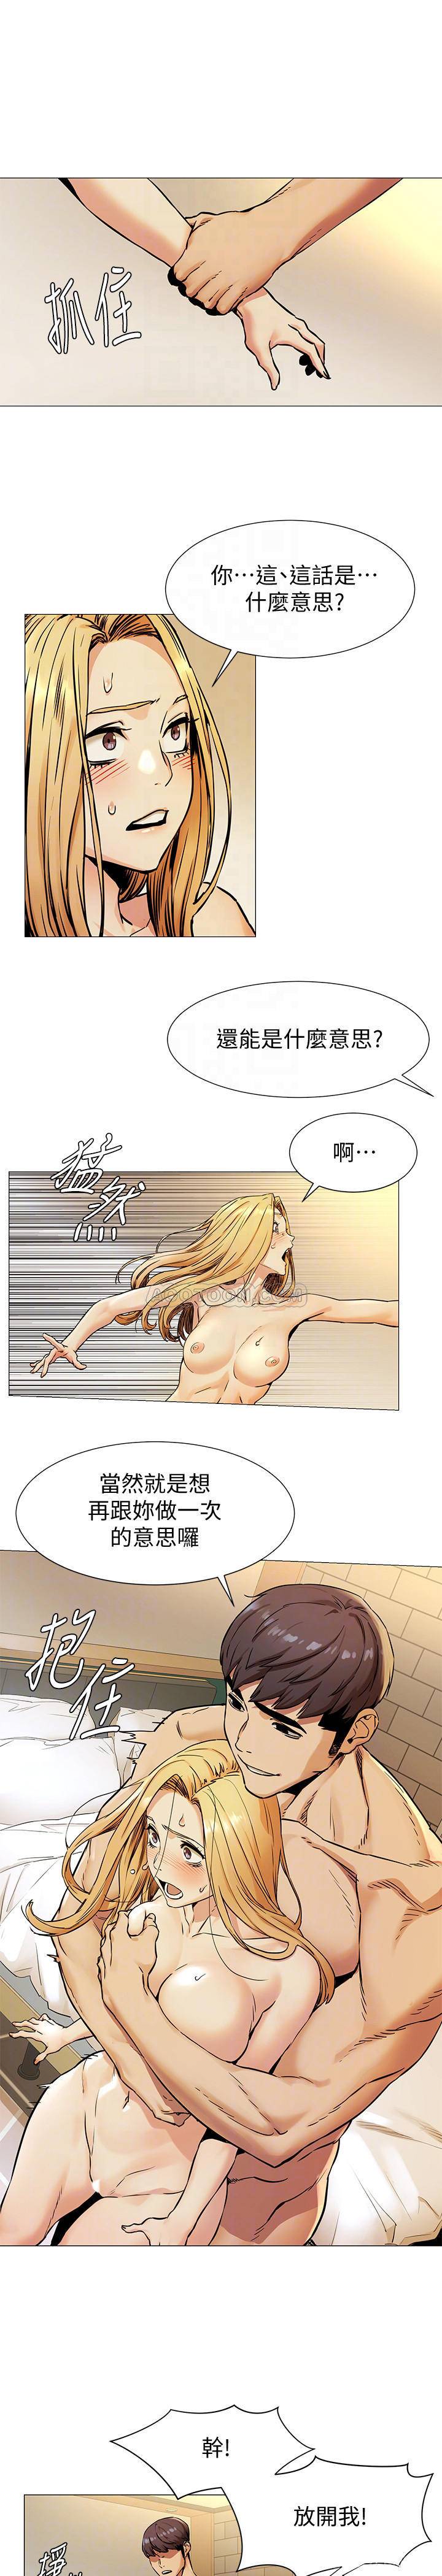 抓住
你⋯這、這話是⋯
什麼意思?
還能是什麼意思?
啊⋯
猛然
當然就是想
再跟妳做一次
的意思囉
抱住
幹!
放開我!